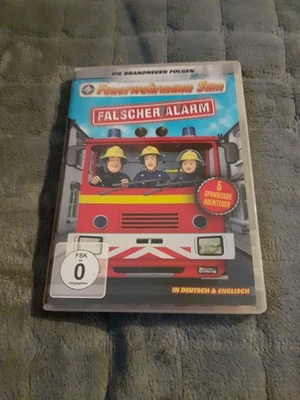 DIE BRANDNEUEN FOLGEN
Feuerwehrmann Sam
FALSCHER ALARM
5
SPANNENDE
ABENTEUER
FSK
0
IN DEUTSCH & ENGLISCH